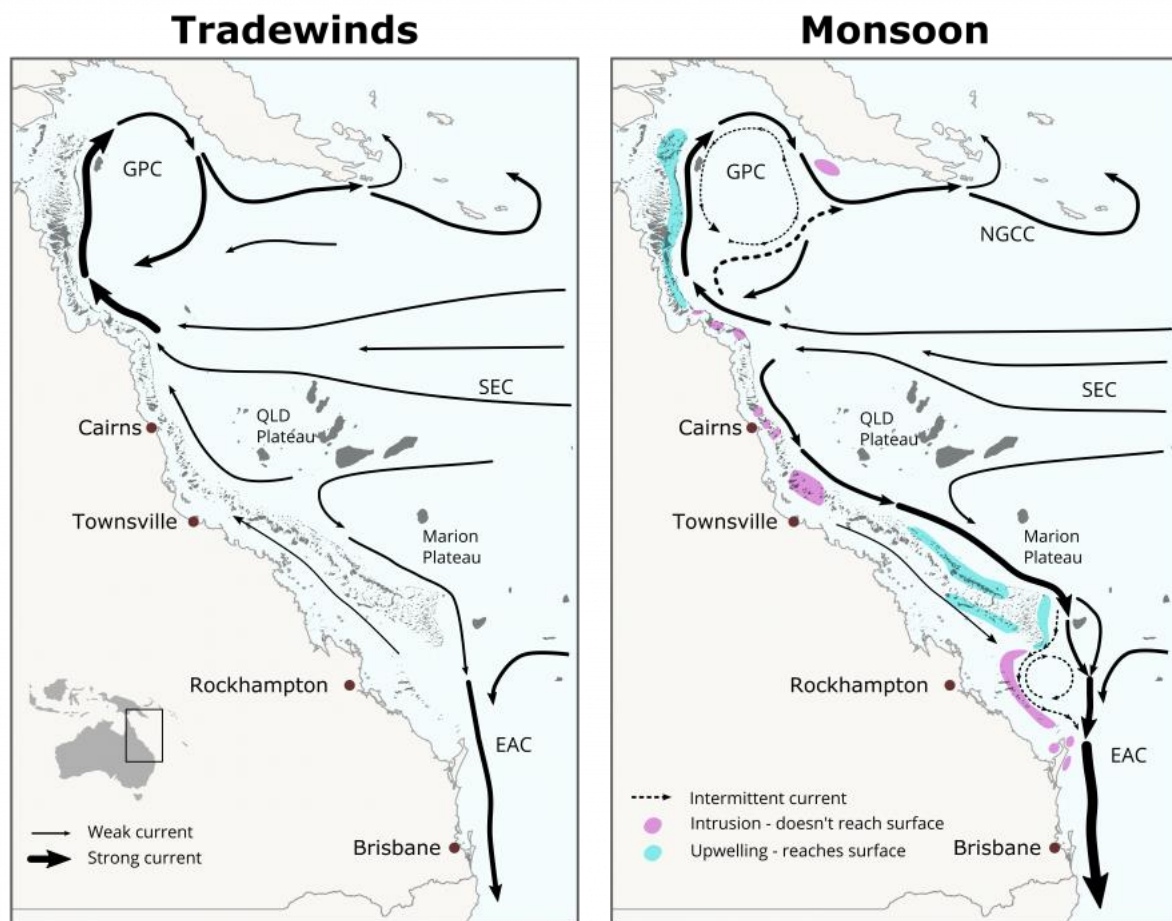 Tradewinds
GPC
SEC
Cairns
QLD
Plateau
Townsville
Marion
Plateau
Rockhampton
EAC
Weak current
Strong current
Brisbane
Monsoon
GPC
NGCC
SEC
Cairns
QLD
Plateau
Townsville
Marion
Plateau
Rockhampton
EAC
Intermittent current
Intrusion - doesn't reach surface
Upwelling - reaches surface
Brisbane